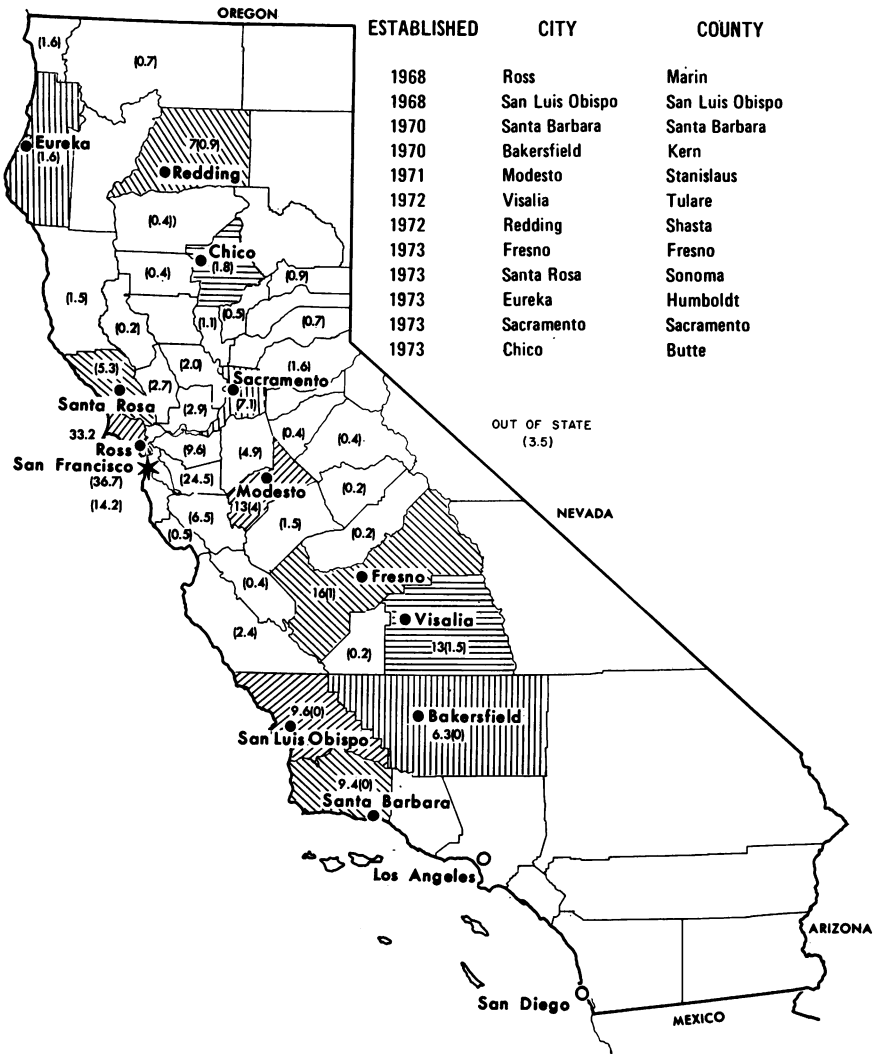 OREGON
ESTABLISHED CITY COUNTY
1968 Ross Marin
1968 San Luis Obispo San Luis Obispo
1970 Santa Barbara Santa Barbara
1970 Bakersfield Kern
1971 Modesto Stanislaus
1972 Visalia Tulare
1972 Redding Shasta
1973 Fresno Fresno
1973 Santa Rosa Sonoma
1973 Eureka Humboldt
1973 Sacramento Sacramento
1973 Chico Butte
OUT OF STATE
(3.5)
(1.6)
(0.7)
Eureka
(1.6)
7(0.9)
Redding
(0.4))
Chico
(1.8)
(0.4)
(0.9)
(1.5)
(0.2)
(1.1)
(0.5)
(0.7)
(5.3)
(2.0)
(1.6)
(2.7)
Sacramento
(7.1)
Santa Rosa
(2.9)
33.2
Ross
(9.6)
(4.9)
(0.4)
(0.4)
San Francisco
(36.7)
(24.5)
Modesto
(0.2)
(14.2)
13(4)
(6.5)
(1.5)
NEVADA
(0.5)
(0.2)
(0.4)
Fresno
16(1)
Visalia
(2.4)
13(1.5)
(0.2)
9.6(0)
Bakersfield
San Luis Obispo
6.3(0)
9.4(0)
Santa Barbara
Los Angeles
ARIZONA
San Diego
MEXICO